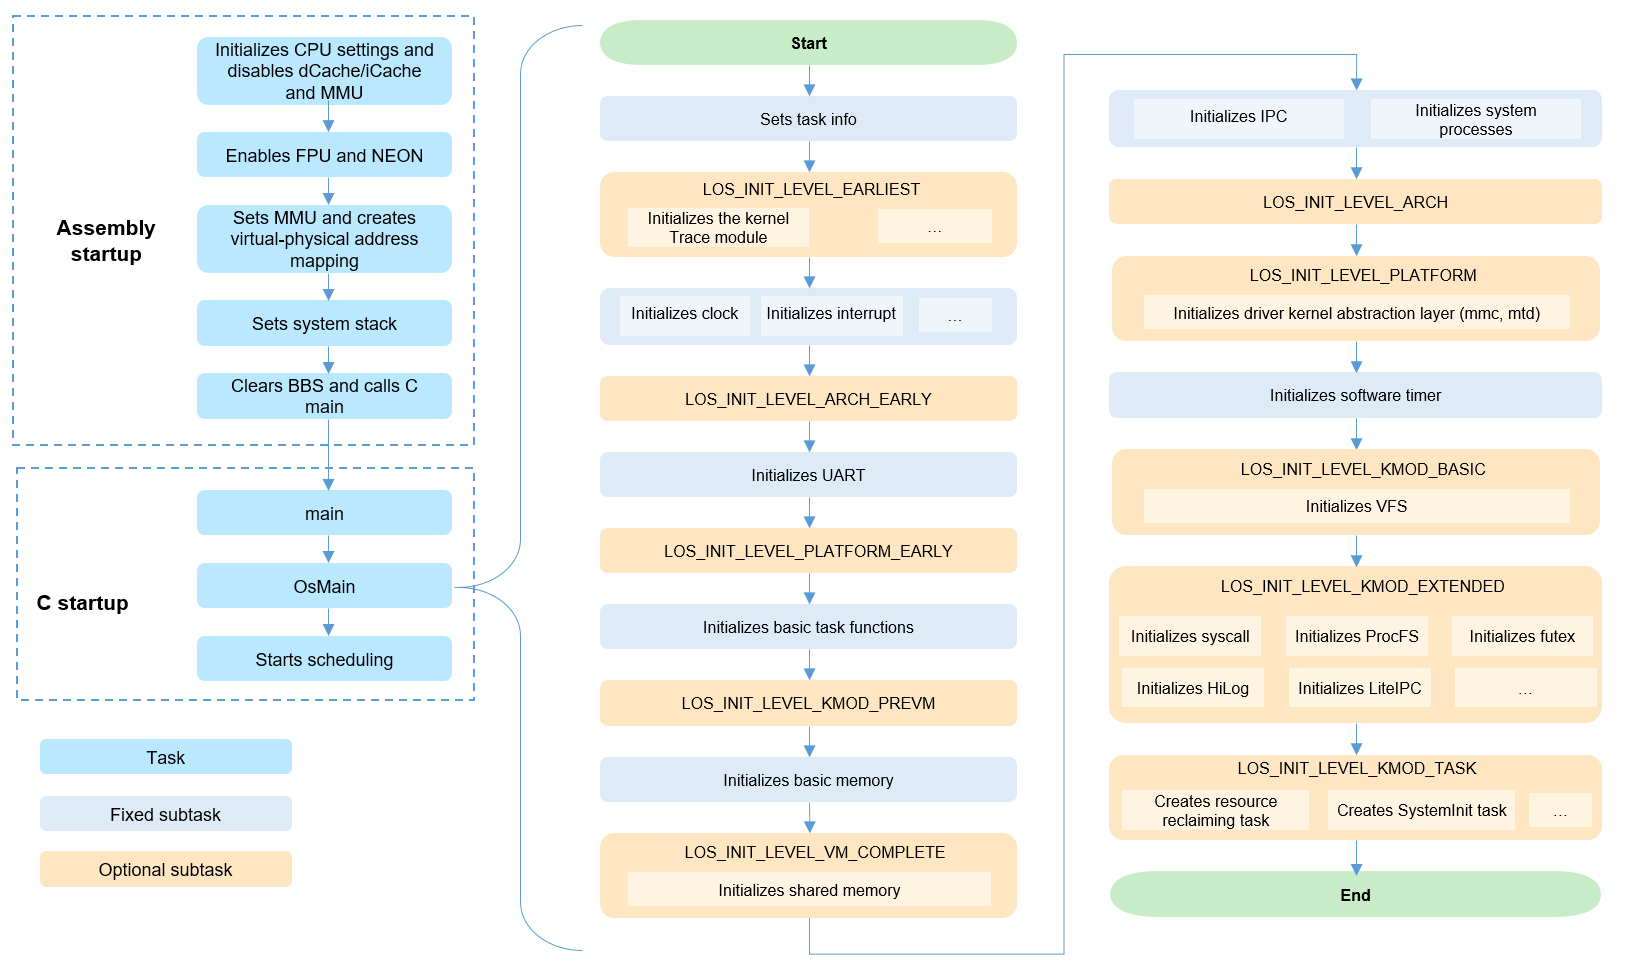 Initializes CPU settings and
disables dCache/iCache
and MMU
Enables FPU and NEON
Assembly
startup
Sets MMU and creates
virtual-physical address
mapping
Sets system stack
Clears BBS and calls C
main
main
C startup
OsMain
Starts scheduling
Task
Fixed subtask
Optional subtask
Start
Sets task info
LOS_INIT_LEVEL_EARLIEST
Initializes the kernel
Trace module
...
Initializes clock
Initializes interrupt
...
LOS_INIT_LEVEL_ARCH_EARLY
Initializes UART
LOS_INIT_LEVEL_PLATFORM_EARLY
Initializes basic task functions
LOS_INIT_LEVEL_KMOD_PREVM
Initializes basic memory
LOS_INIT_LEVEL_VM_COMPLETE
Initializes shared memory
Initializes IPC
Initializes system
processes
LOS_INIT_LEVEL_ARCH
LOS_INIT_LEVEL_PLATFORM
Initializes driver kernel abstraction layer (mmc, mtd)
Initializes software timer
LOS_INIT_LEVEL_KMOD_BASIC
Initializes VFS
LOS_INIT_LEVEL_KMOD_EXTENDED
Initializes syscall
Initializes ProcFS
Initializes futex
Initializes HiLog
Initializes LiteIPC
...
LOS_INIT_LEVEL_KMOD_TASK
Creates resource
reclaiming task
Creates SystemInit task
...
End